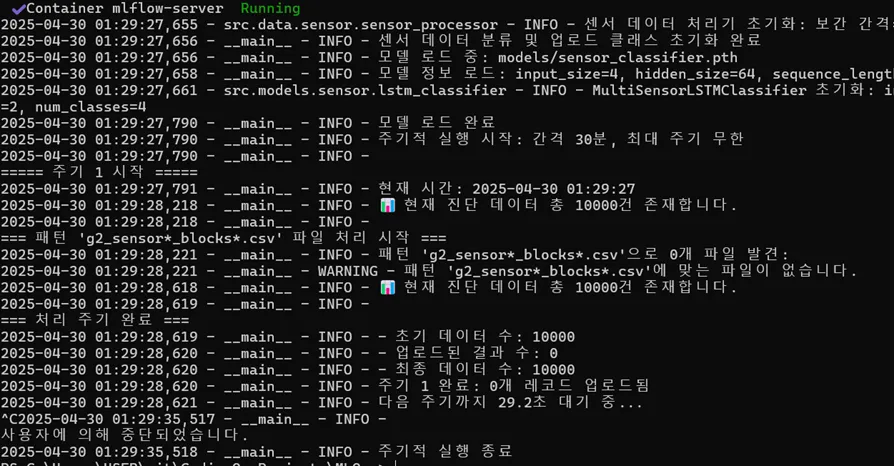 ✔Container mlflow-server  Running
2025-04-30 01:29:27,655 - src.data.sensor.sensor_processor - INFO - 센서 데이터 처리기 초기화: 보간 간격
2025-04-30 01:29:27,656 - __main__ - INFO - 센서 데이터 분류 및 업로드 클래스 초기화 완료
2025-04-30 01:29:27,656 - __main__ - INFO - 모델 로드 중: models/sensor_classifier.pth
2025-04-30 01:29:27,658 - __main__ - INFO - 모델 정보 로드: input_size=4, hidden_size=64, sequence_lengt
2025-04-30 01:29:27,661 - src.models.sensor.lstm_classifier - INFO - MultiSensorLSTMClassifier 초기화: i
=2, num_classes=4
2025-04-30 01:29:27,790 - __main__ - INFO - 모델 로드 완료
2025-04-30 01:29:27,790 - __main__ - INFO - 주기적 실행 시작: 간격 30분, 최대 주기 무한
2025-04-30 01:29:27,790 - __main__ - INFO -
===== 주기 1 시작 =====
2025-04-30 01:29:27,791 - __main__ - INFO - 현재 시간: 2025-04-30 01:29:27
2025-04-30 01:29:28,218 - __main__ - INFO - 📊 현재 진단 데이터 총 10000건 존재합니다.
2025-04-30 01:29:28,218 - __main__ - INFO -
=== 패턴 'g2_sensor*_blocks*.csv' 파일 처리 시작 ===
2025-04-30 01:29:28,221 - __main__ - INFO - 패턴 'g2_sensor*_blocks*.csv'으로 0개 파일 발견:
2025-04-30 01:29:28,221 - __main__ - WARNING - 패턴 'g2_sensor*_blocks*.csv'에 맞는 파일이 없습니다.
2025-04-30 01:29:28,618 - __main__ - INFO - 📊 현재 진단 데이터 총 10000건 존재합니다.
2025-04-30 01:29:28,619 - __main__ - INFO -
=== 처리 주기 완료 ===
2025-04-30 01:29:28,619 - __main__ - INFO - - 초기 데이터 수: 10000
2025-04-30 01:29:28,620 - __main__ - INFO - - 업로드된 결과 수: 0
2025-04-30 01:29:28,620 - __main__ - INFO - - 최종 데이터 수: 10000
2025-04-30 01:29:28,620 - __main__ - INFO - 주기 1 완료: 0개 레코드 업로드됨
2025-04-30 01:29:28,621 - __main__ - INFO - 다음 주기까지 29.2초 대기 중...
^C2025-04-30 01:29:35,517 - __main__ - INFO -
사용자에 의해 중단되었습니다.
2025-04-30 01:29:35,518 - __main__ - INFO - 주기적 실행 종료